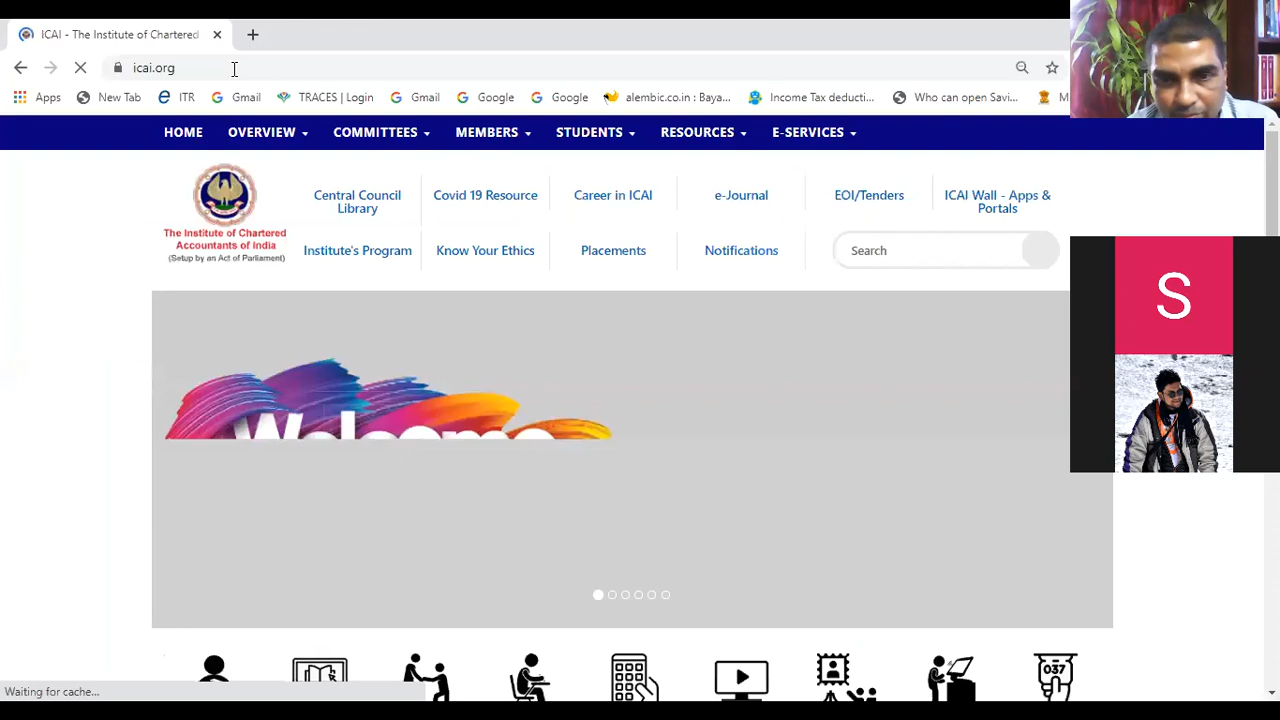 ICAI - The Institute of Chartered
icai.org
Apps
New Tab
ITR
Gmail
TRACES | Login
Gmail
Google
Google
alembic.co.in : Baya...
Income Tax deducti...
Who can open Savi...
M
HOME
OVERVIEW
COMMITTEES
MEMBERS
STUDENTS
RESOURCES
E-SERVICES
The Institute of Chartered
Accountants of India
(Setup by an Act of Parliament)
Central Council
Library
Covid 19 Resource
Career in ICAI
e-Journal
EOI/Tenders
ICAI Wall - Apps &
Portals
Institute's Program
Know Your Ethics
Placements
Notifications
Search
Welcome
037
S
Waiting for cache...